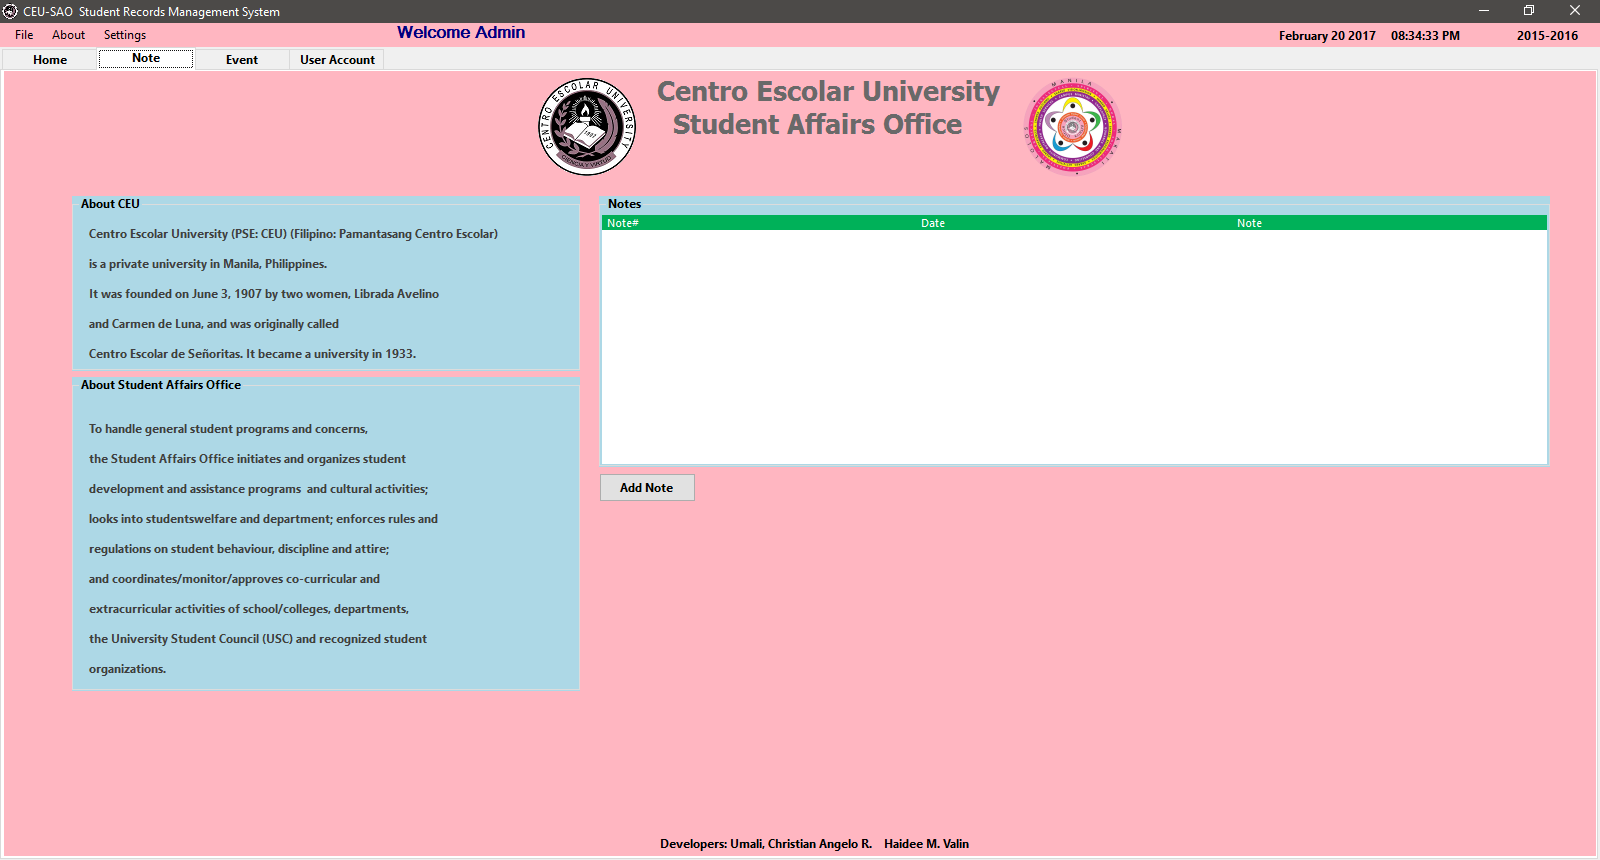 CEU-SAO  Student Records Management System
File About Settings Welcome Admin February 20 2017 08:34:33 PM 2015-2016
Home Note Event User Account
CENTRO ESCOLAR UNIVERSITY
1907
CIENCIA Y VIRTUD
Centro Escolar University
Student Affairs Office
MANILA
MAKATI
MALOLOS
About CEU
Centro Escolar University (PSE: CEU) (Filipino: Pamantasang Centro Escolar)
is a private university in Manila, Philippines.
It was founded on June 3, 1907 by two women, Librada Avelino
and Carmen de Luna, and was originally called
Centro Escolar de Señoritas. It became a university in 1933.
About Student Affairs Office
To handle general student programs and concerns,
the Student Affairs Office initiates and organizes student
development and assistance programs  and cultural activities;
looks into studentswelfare and department; enforces rules and
regulations on student behaviour, discipline and attire;
and coordinates/monitor/approves co-curricular and
extracurricular activities of school/colleges, departments,
the University Student Council (USC) and recognized student
organizations.
Notes
Note# Date Note
Add Note
Developers: Umali, Christian Angelo R.    Haidee M. Valin